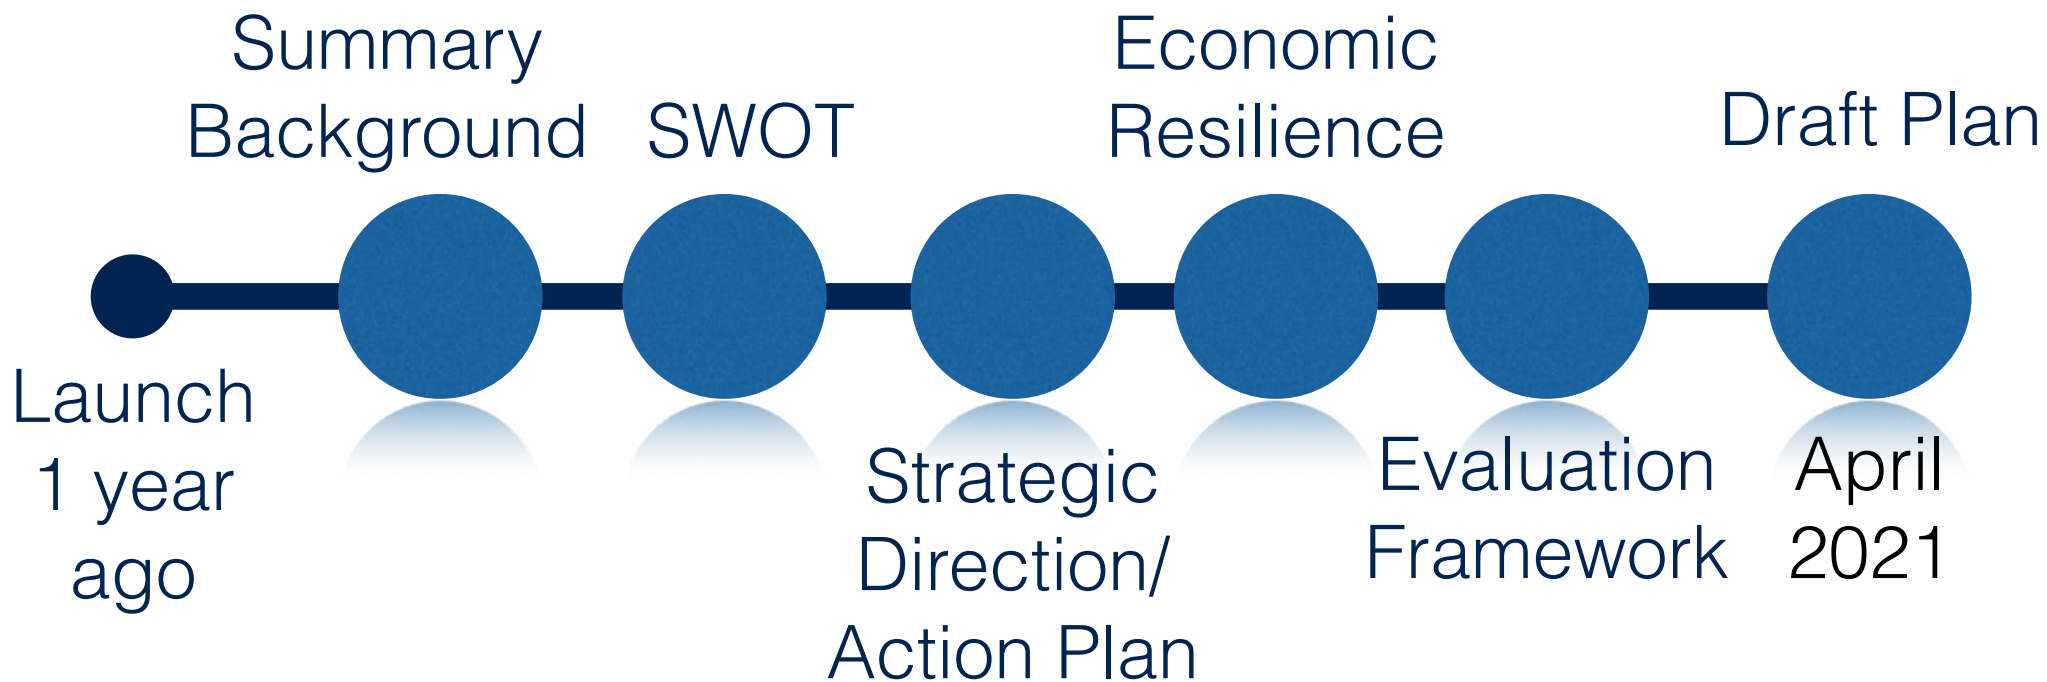 Launch
1 year
ago
Summary
Background
SWOT
Strategic
Direction/
Action Plan
Economic
Resilience
Evaluation
Framework
Draft Plan
April
2021